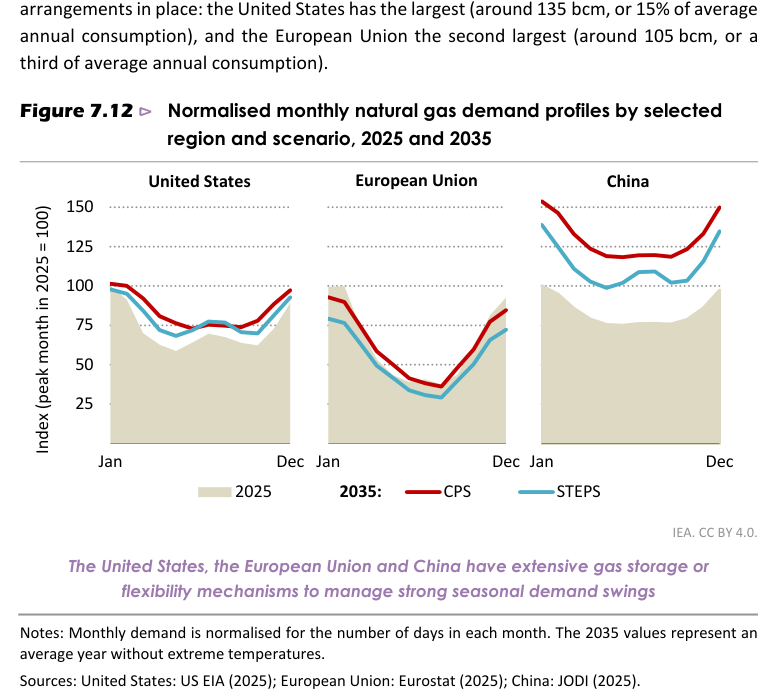 arrangements in place: the United States has the largest (around 135 bcm, or 15% of average
annual consumption), and the European Union the second largest (around 105 bcm, or a
third of average annual consumption).
Figure 7.12 ▻ Normalised monthly natural gas demand profiles by selected
region and scenario, 2025 and 2035
United States
European Union
China
Index (peak month in 2025 = 100)
150
125
100
75
50
25
Jan Dec Jan Dec Jan Dec
2025 2035: CPS STEPS
IEA. CC BY 4.0.
The United States, the European Union and China have extensive gas storage or
flexibility mechanisms to manage strong seasonal demand swings
Notes: Monthly demand is normalised for the number of days in each month. The 2035 values represent an
average year without extreme temperatures.
Sources: United States: US EIA (2025); European Union: Eurostat (2025); China: JODI (2025).